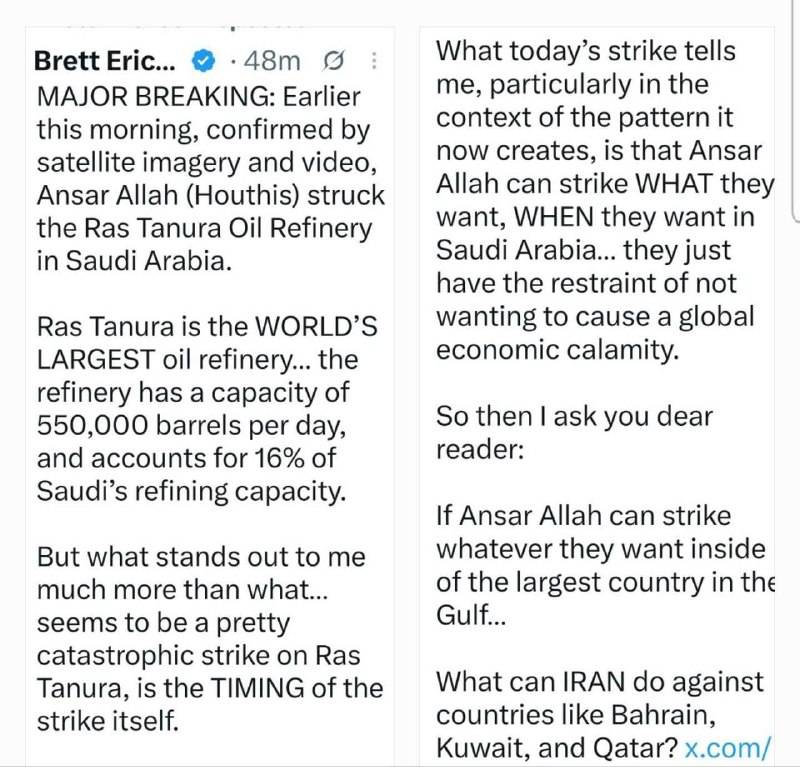 Brett Eric... · 48m
MAJOR BREAKING: Earlier
this morning, confirmed by
satellite imagery and video,
Ansar Allah (Houthis) struck
the Ras Tanura Oil Refinery
in Saudi Arabia.
Ras Tanura is the WORLD'S
LARGEST oil refinery... the
refinery has a capacity of
550,000 barrels per day,
and accounts for 16% of
Saudi's refining capacity.
But what stands out to me
much more than what...
seems to be a pretty
catastrophic strike on Ras
Tanura, is the TIMING of the
strike itself.
What today's strike tells
me, particularly in the
context of the pattern it
now creates, is that Ansar
Allah can strike WHAT they
want, WHEN they want in
Saudi Arabia... they just
have the restraint of not
wanting to cause a global
economic calamity.
So then I ask you dear
reader:
If Ansar Allah can strike
whatever they want inside
of the largest country in the
Gulf...
What can IRAN do against
countries like Bahrain,
Kuwait, and Qatar? x.com/